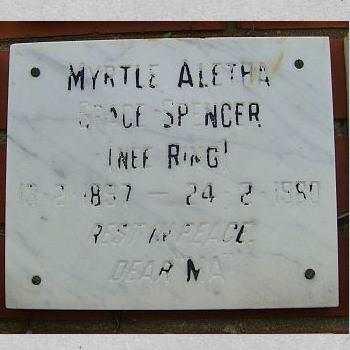 MYRTLE ALETHA
GRACE SPENCER
(NEE RING)
- 24-2-1990
REST IN PEACE
DEAR MA